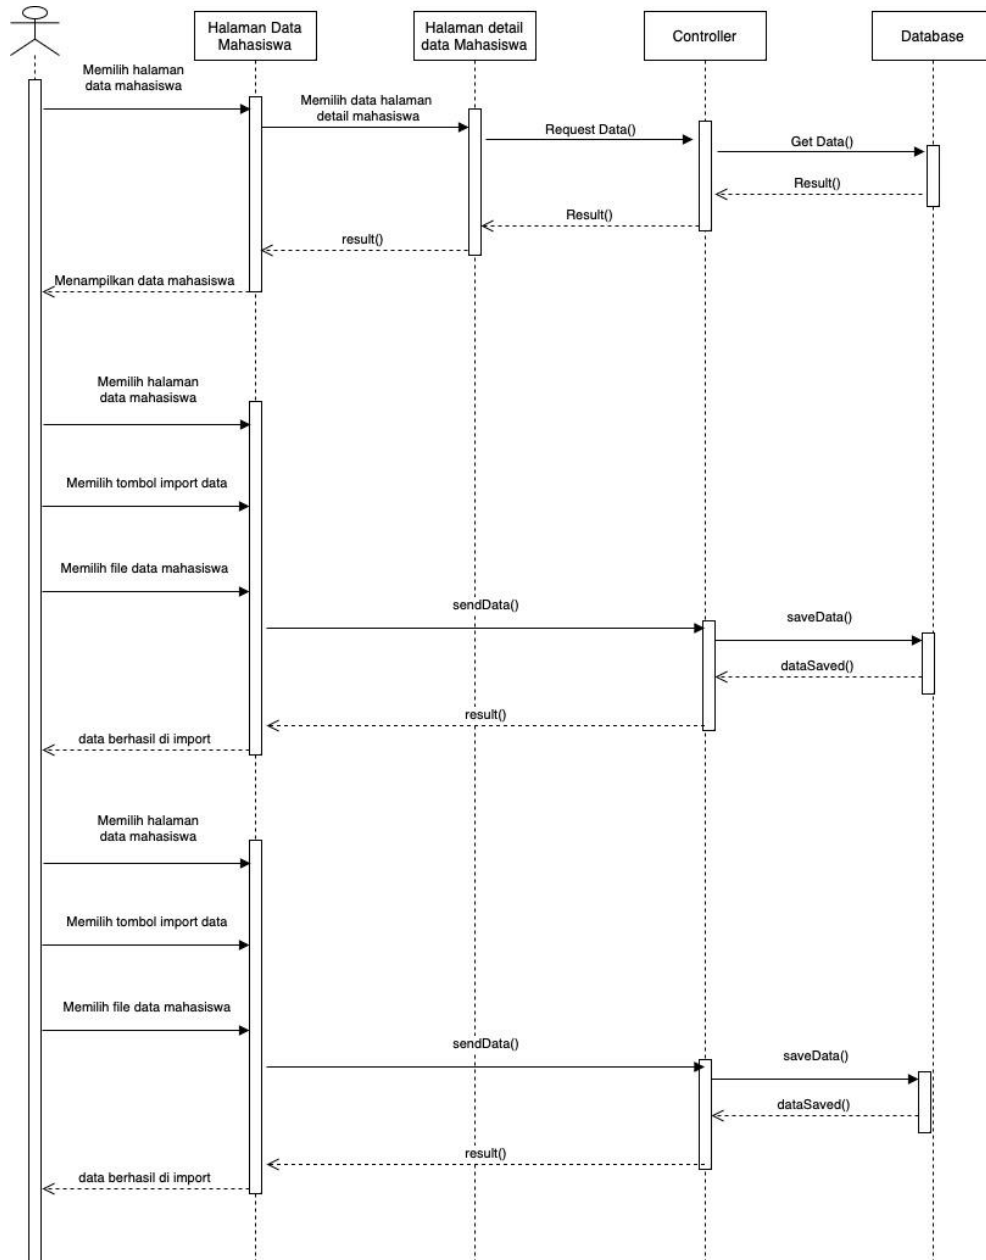 Halaman Data
Mahasiswa
Halaman detail
data Mahasiswa
Controller
Database
Memilih halaman
data mahasiswa
Memilih data halaman
detail mahasiswa
Request Data()
Get Data()
Result()
Result()
result()
Menampilkan data mahasiswa
Memilih halaman
data mahasiswa
Memilih tombol import data
Memilih file data mahasiswa
sendData()
saveData()
dataSaved()
result()
data berhasil di import
Memilih halaman
data mahasiswa
Memilih tombol import data
Memilih file data mahasiswa
sendData()
saveData()
dataSaved()
result()
data berhasil di import